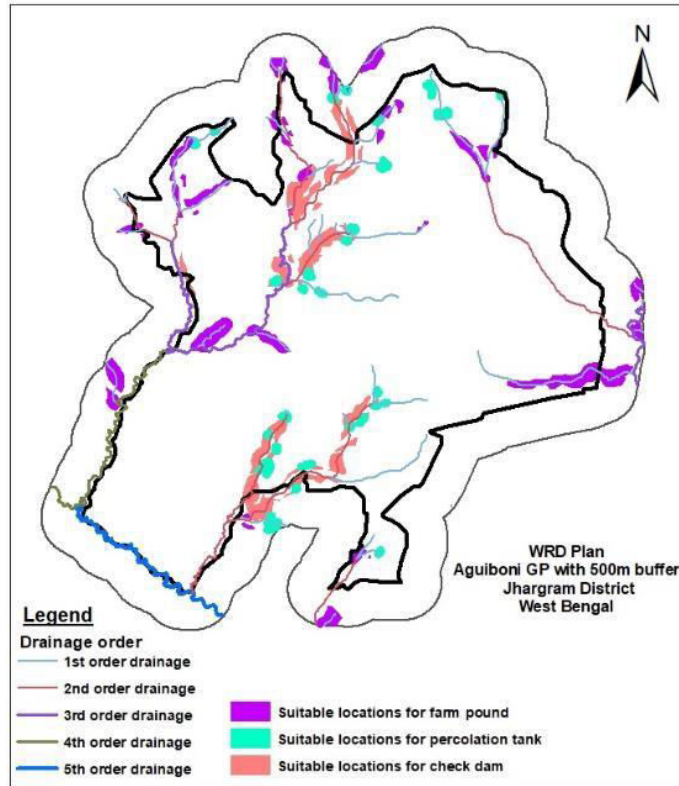 N
WRD Plan
Aguiboni GP with 500m buffer
Jhargram District
West Bengal
Legend
Drainage order
1st order drainage
2nd order drainage
3rd order drainage
4th order drainage
5th order drainage
Suitable locations for farm pound
Suitable locations for percolation tank
Suitable locations for check dam